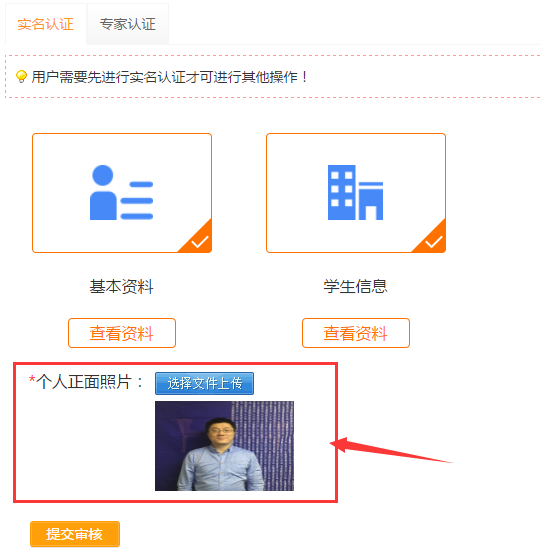 实名认证 专家认证
用户需要先进行实名认证才可进行其他操作！
基本资料 学生信息
查看资料 查看资料
*个人正面照片： 选择文件上传
提交审核